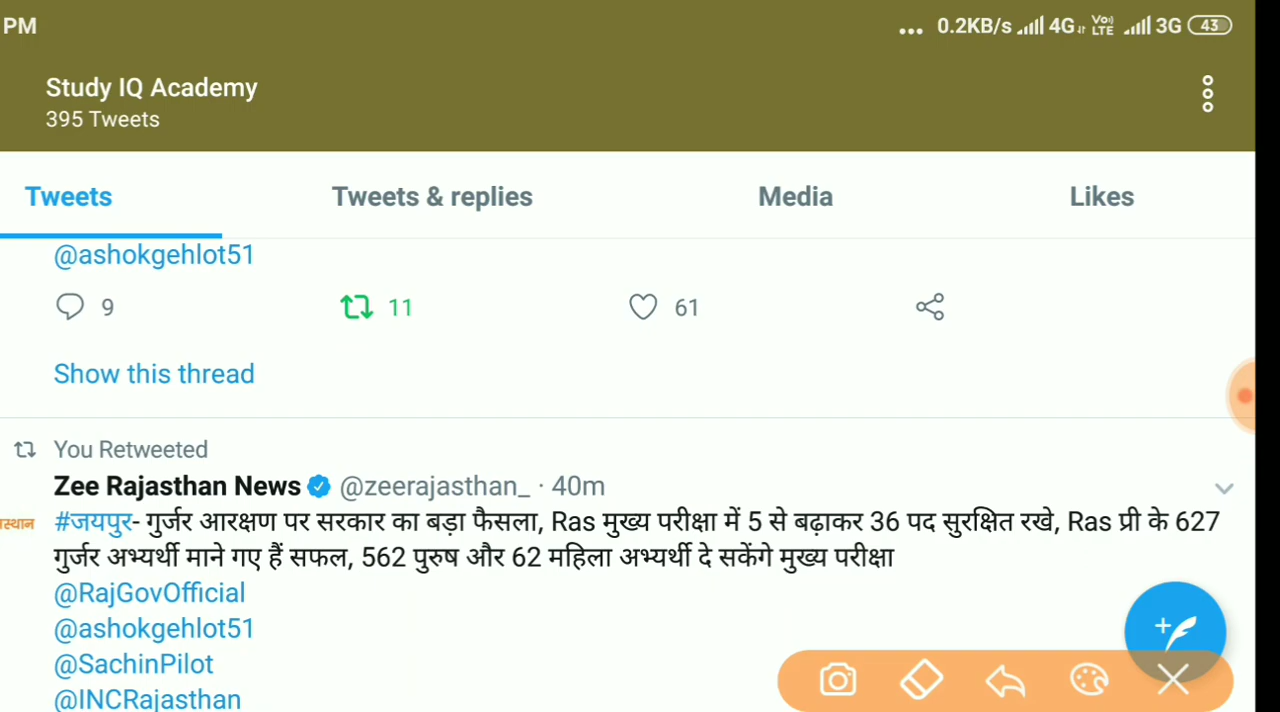 PM
... 0.2KB/s 4G Vo) LTE 3G 43
Study IQ Academy
395 Tweets
Tweets Tweets & replies Media Likes
@ashokgehlot51
9 11 61
Show this thread
You Retweeted
Zee Rajasthan News @zeerajasthan_ · 40m
स्थान #जयपुर- गुर्जर आरक्षण पर सरकार का बड़ा फैसला, Ras मुख्य परीक्षा में 5 से बढ़ाकर 36 पद सुरक्षित रखे, Ras प्री के 627
गुर्जर अभ्यर्थी माने गए हैं सफल, 562 पुरुष और 62 महिला अभ्यर्थी दे सकेंगे मुख्य परीक्षा
@RajGovOfficial
@ashokgehlot51
@SachinPilot
@INCRajasthan